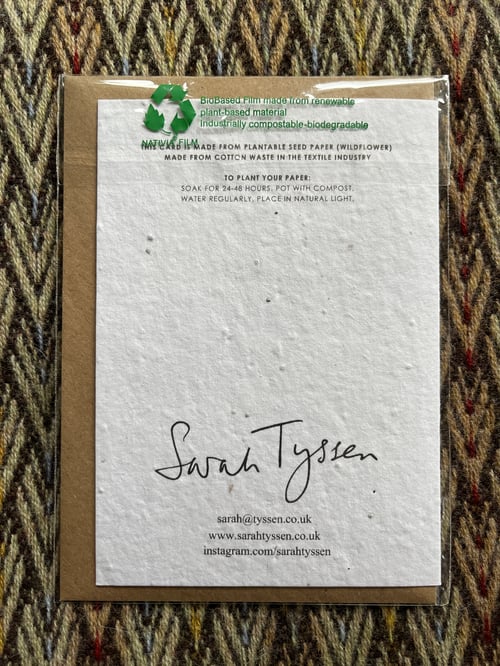 BioBased Film made from renewable
plant-based material
Industrially compostable-biodegradable
NATIVIA FILM
THIS CARD IS MADE FROM PLANTABLE SEED PAPER (WILDFLOWER)
MADE FROM COTTON WASTE IN THE TEXTILE INDUSTRY
TO PLANT YOUR PAPER:
SOAK FOR 24-48 HOURS, POT WITH COMPOST.
WATER REGULARLY, PLACE IN NATURAL LIGHT.
Sarah Tyssen
sarah@tyssen.co.uk
www.sarahtyssen.co.uk
instagram.com/sarahtyssen